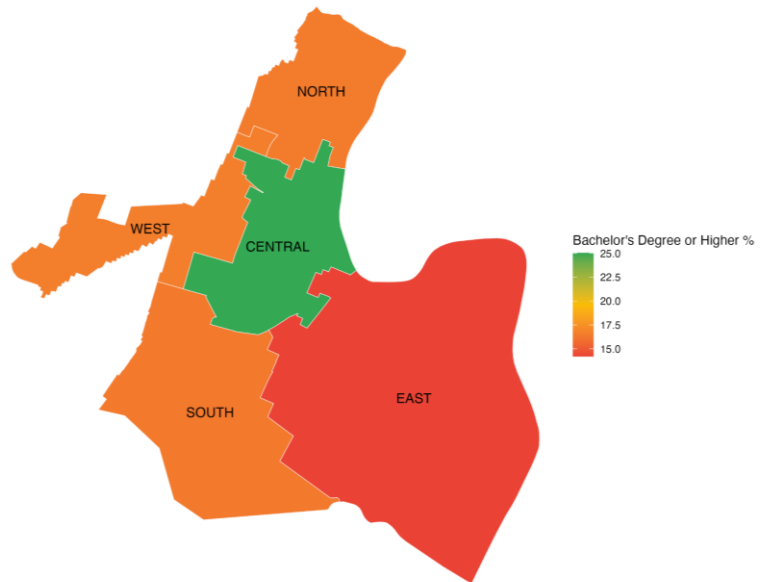 NORTH
WEST
CENTRAL
Bachelor's Degree or Higher %
25.0
22.5
20.0
17.5
15.0
EAST
SOUTH